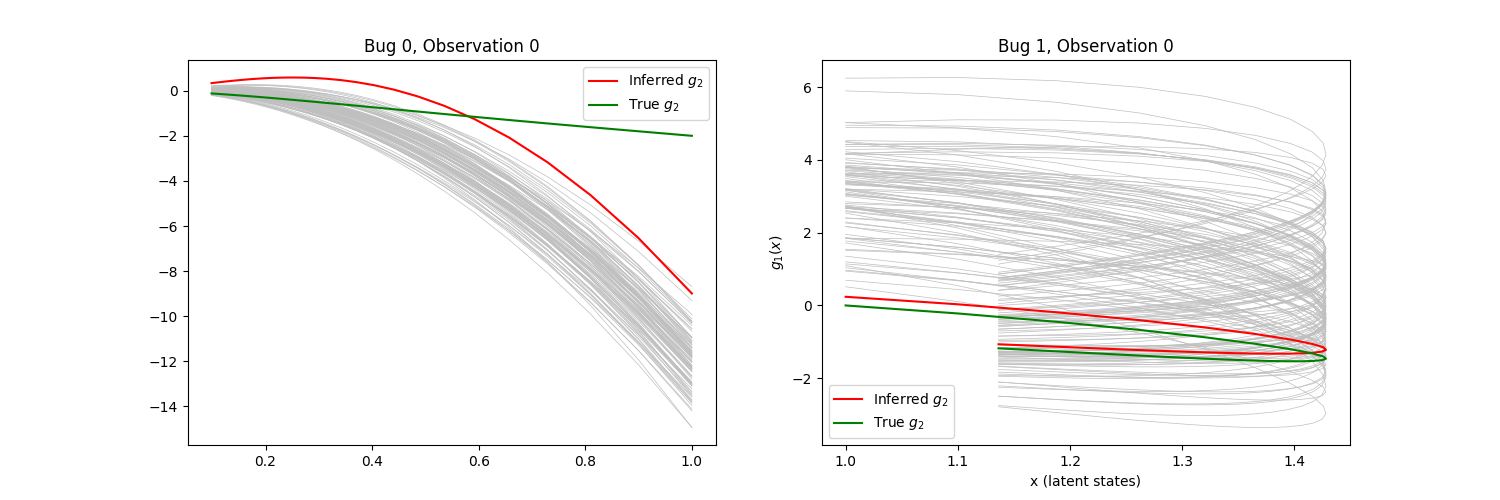 Bug 0, Observation 0
Inferred g₂
True g₂
0
−2
−4
−6
−8
−10
−12
−14
0.2
0.4
0.6
0.8
1.0
Bug 1, Observation 0
g₁(x)
6
4
2
0
−2
Inferred g₂
True g₂
1.0
1.1
1.2
1.3
1.4
x (latent states)